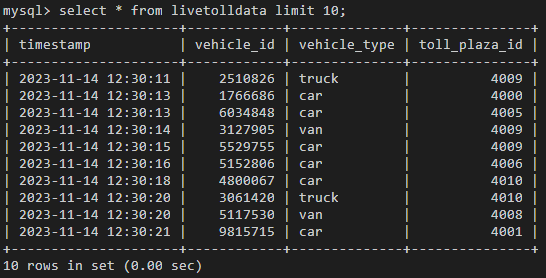 mysql> select * from livetolldata limit 10;
+---------------------+------------+--------------+---------------+
| timestamp           | vehicle_id | vehicle_type | toll_plaza_id |
+---------------------+------------+--------------+---------------+
| 2023-11-14 12:30:11 |    2510826 | truck        |          4009 |
| 2023-11-14 12:30:13 |    1766686 | car          |          4000 |
| 2023-11-14 12:30:13 |    6034848 | car          |          4005 |
| 2023-11-14 12:30:14 |    3127905 | van          |          4009 |
| 2023-11-14 12:30:15 |    5529755 | car          |          4009 |
| 2023-11-14 12:30:16 |    5152806 | car          |          4006 |
| 2023-11-14 12:30:18 |    4800067 | car          |          4010 |
| 2023-11-14 12:30:20 |    3061420 | truck        |          4010 |
| 2023-11-14 12:30:20 |    5117530 | van          |          4008 |
| 2023-11-14 12:30:21 |    9815715 | car          |          4001 |
+---------------------+------------+--------------+---------------+
10 rows in set (0.00 sec)